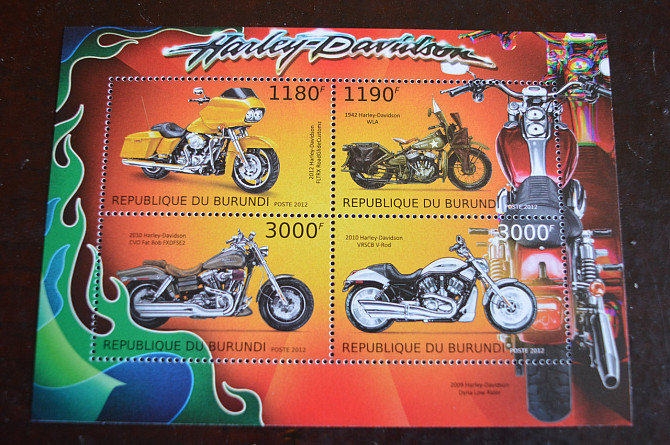 Harley-Davidson
1180F
2012 Harley-Davidson
FLTRX RoadGlideCustoms
REPUBLIQUE DU BURUNDI POSTE 2012
1190F
1942 Harley-Davidson
WLA
REPUBLIQUE DU BURUNDI POSTE 2012
3000F
2010 Harley-Davidson
CVO Fat Bob FXDFSE2
REPUBLIQUE DU BURUNDI POSTE 2012
3000F
2010 Harley-Davidson
VRSCB V-Rod
REPUBLIQUE DU BURUNDI POSTE 2012
2009 Harley-Davidson
Dyna Low Rider